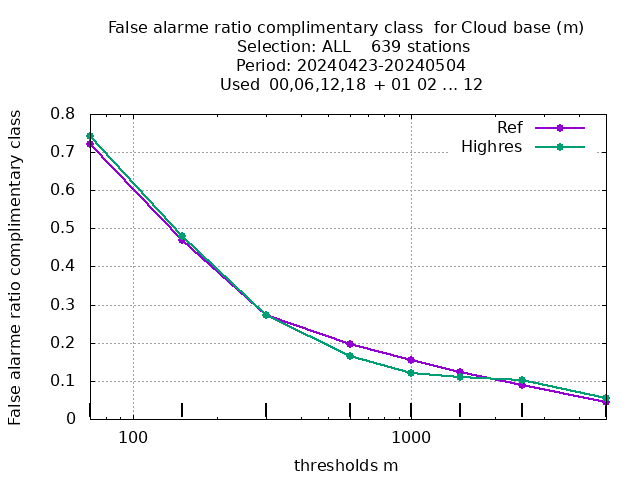 False alarme ratio complimentary class  for Cloud base (m)
Selection: ALL    639 stations
Period: 20240423-20240504
Used  00,06,12,18  + 01 02 ... 12
False alarme ratio complimentary class
0.8
0.7
0.6
0.5
0.4
0.3
0.2
0.1
0
Ref
Highres
100
1000
thresholds m